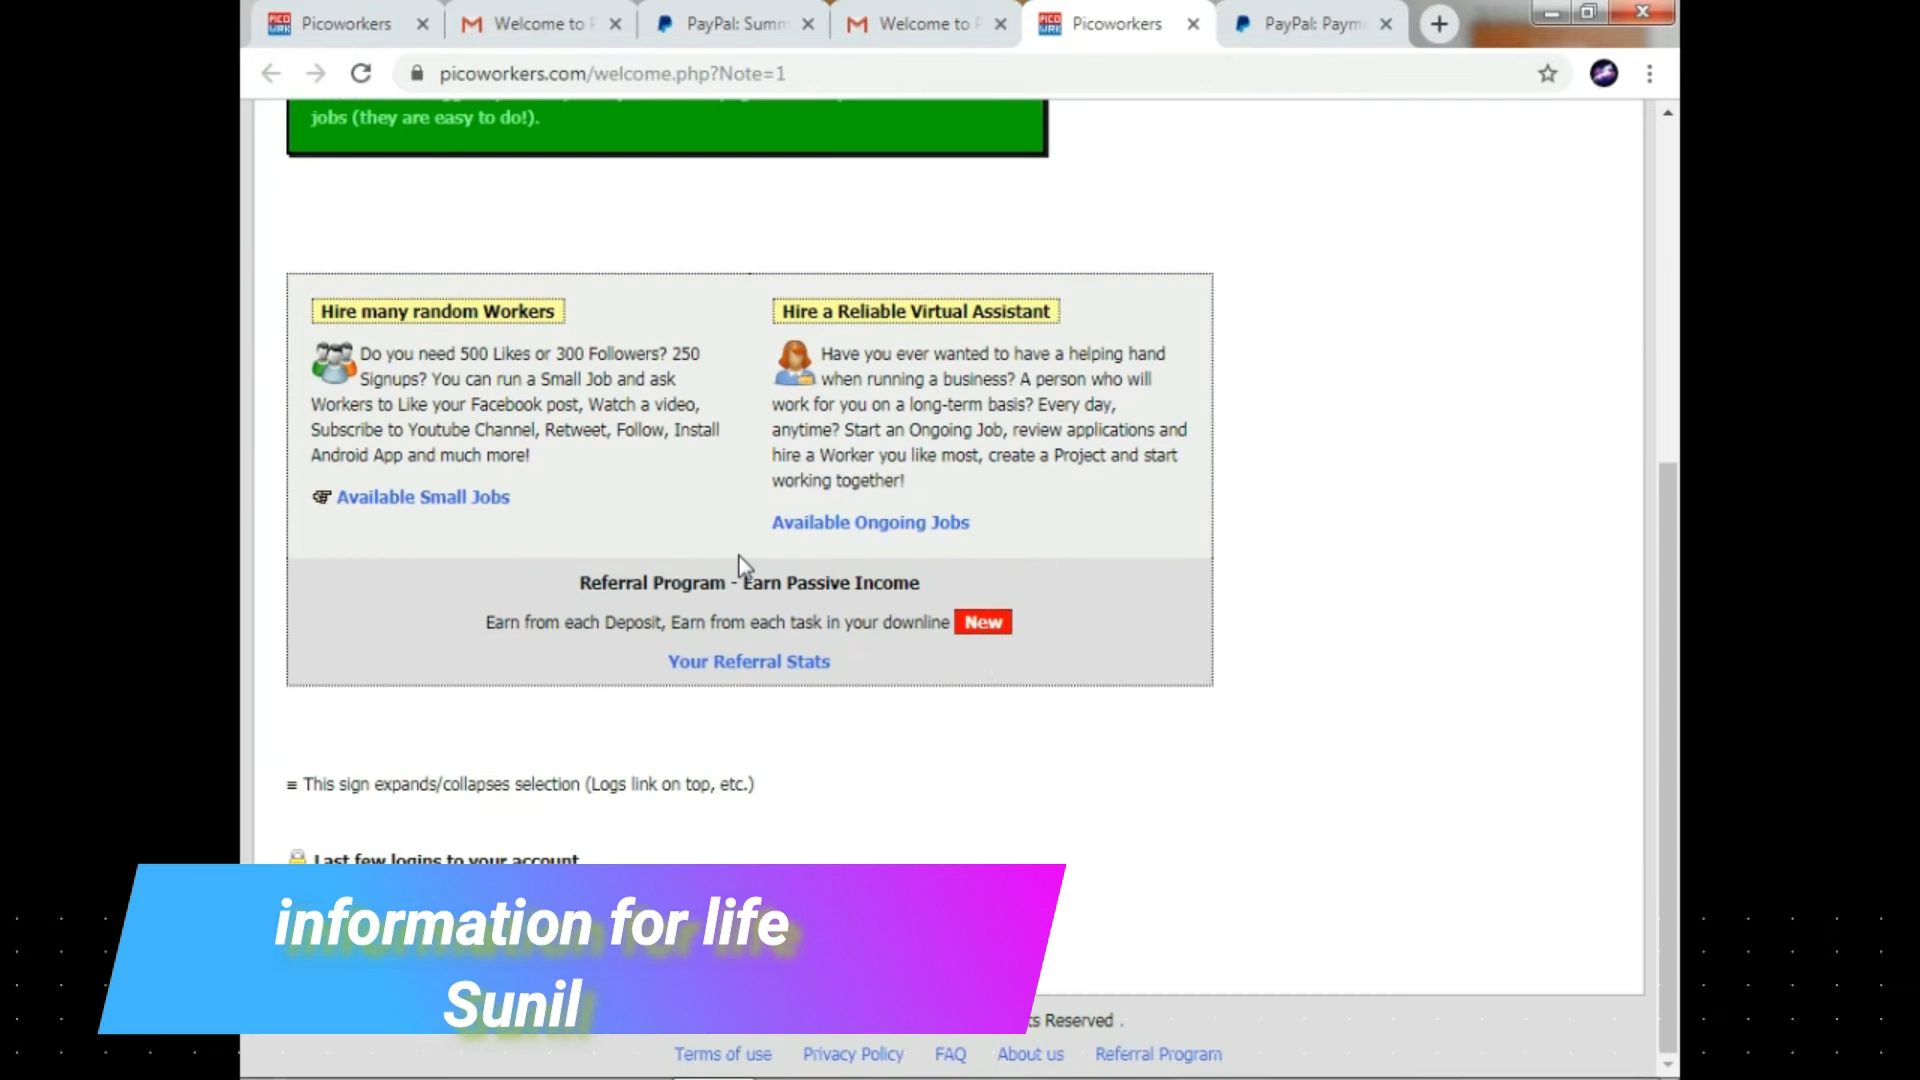 Picoworkers
Welcome to P
PayPal: Summ
Welcome to P
Picoworkers
PayPal: Payme
picoworkers.com/welcome.php?Note=1
jobs (they are easy to do!).
Hire many random Workers
Do you need 500 Likes or 300 Followers? 250
Signups? You can run a Small Job and ask
Workers to Like your Facebook post, Watch a video,
Subscribe to Youtube Channel, Retweet, Follow, Install
Android App and much more!
Available Small Jobs
Hire a Reliable Virtual Assistant
Have you ever wanted to have a helping hand
when running a business? A person who will
work for you on a long-term basis? Every day,
anytime? Start an Ongoing Job, review applications and
hire a Worker you like most, create a Project and start
working together!
Available Ongoing Jobs
Referral Program - Earn Passive Income
Earn from each Deposit, Earn from each task in your downline New
Your Referral Stats
≡ This sign expands/collapses selection (Logs link on top, etc.)
Last few logins to your account
information for life
Sunil
ts Reserved .
Terms of use Privacy Policy FAQ About us Referral Program